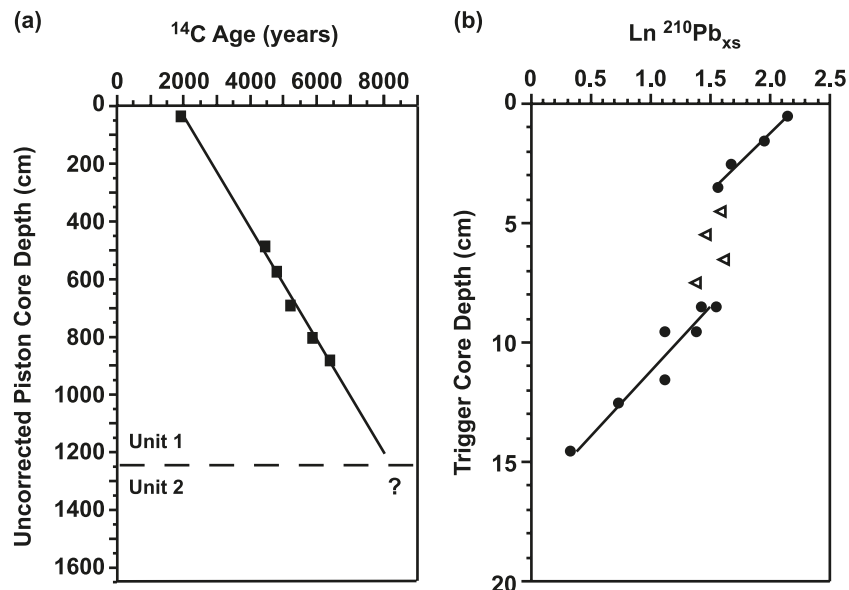 (a)
¹⁴C Age (years)
0 2000 4000 6000 8000
Uncorrected Piston Core Depth (cm)
0
200
400
600
800
1000
1200
1400
1600
Unit 1
Unit 2
?
(b)
Ln ²¹⁰Pbxs
0 0.5 1.1 1.5 2.0 2.5
Trigger Core Depth (cm)
0
5
10
15
20